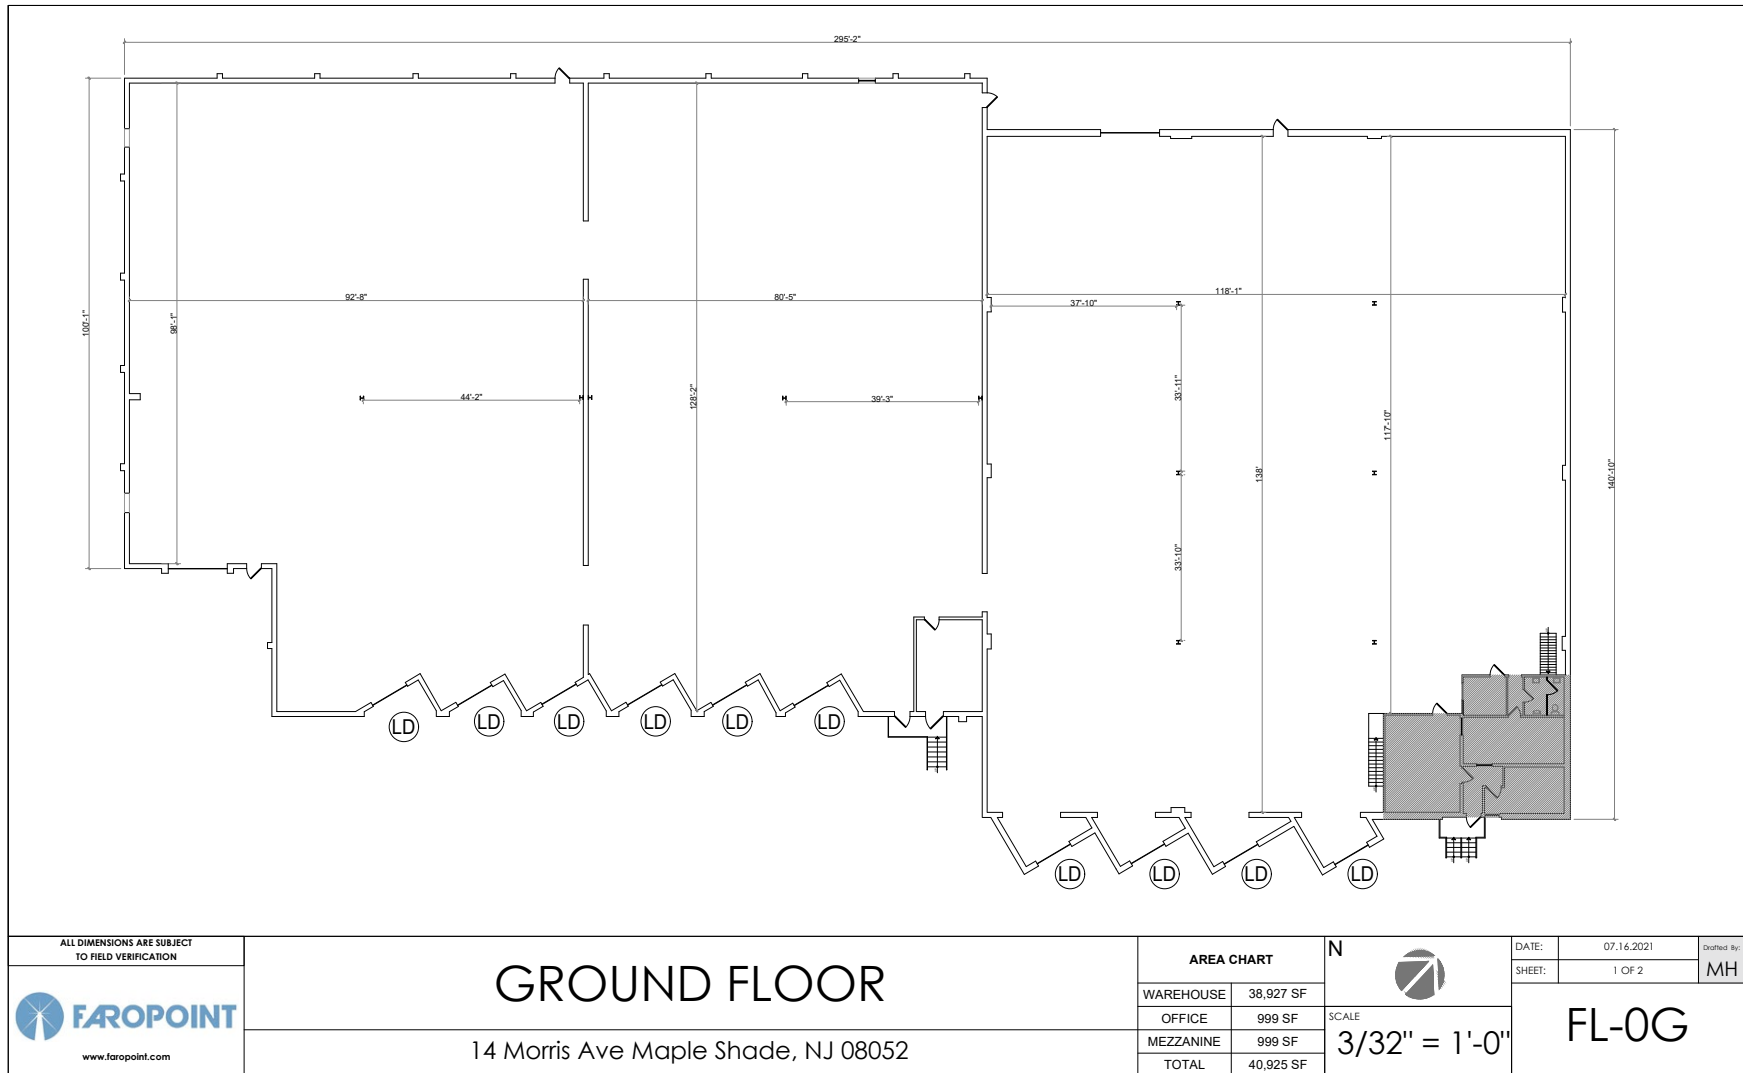 295'-2"
100'-1"
98'-1"
92'-8"
80'-5"
118'-1"
37'-10"
44'-2"
128'-2"
39'-3"
33'-11"
33'-10"
138'
117'-10"
140'-10"
LD
LD
LD
LD
LD
LD
LD
LD
LD
LD
ALL DIMENSIONS ARE SUBJECT
TO FIELD VERIFICATION
FAROPOINT
www.faropoint.com
GROUND FLOOR
14 Morris Ave Maple Shade, NJ 08052
AREA CHART
WAREHOUSE 38,927 SF
OFFICE 999 SF
MEZZANINE 999 SF
TOTAL 40,925 SF
N
SCALE
3/32" = 1'-0"
DATE: 07.16.2021
SHEET: 1 OF 2
Drafted By:
MH
FL-0G